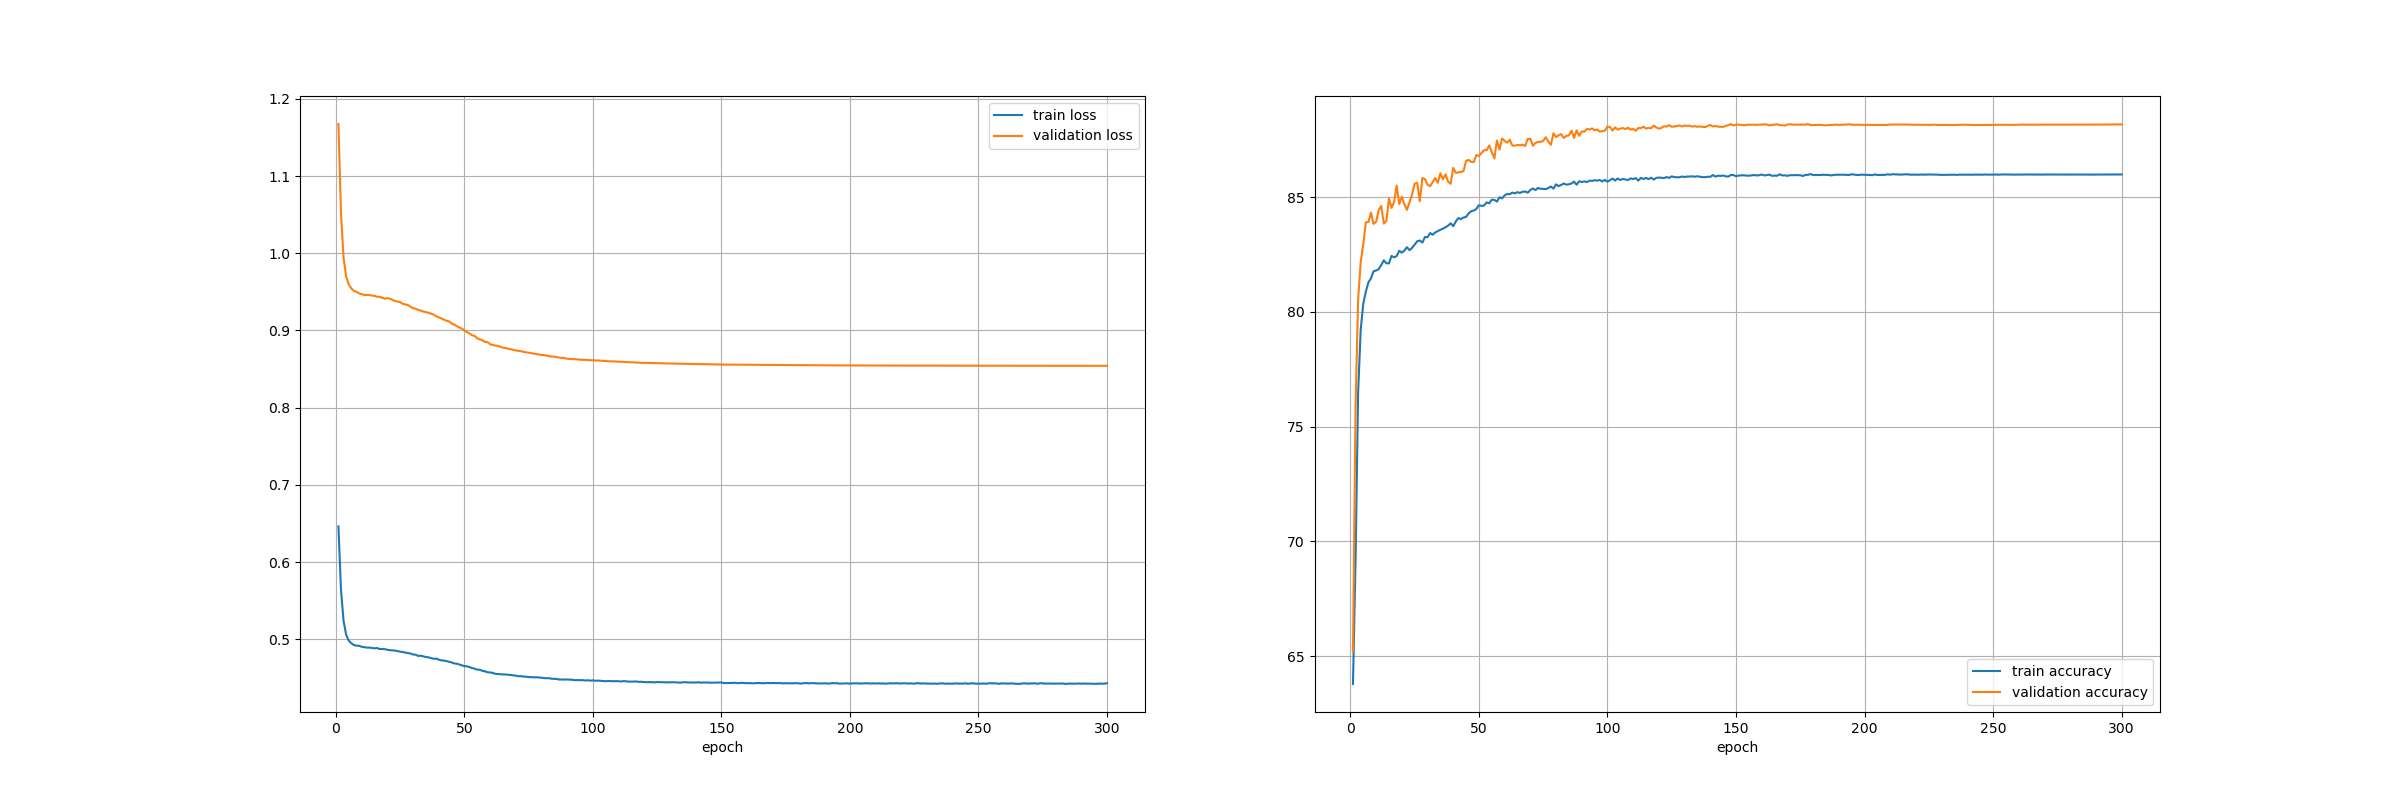 1.2
1.1
1.0
0.9
0.8
0.7
0.6
0.5
0 50 100 150 200 250 300
epoch
train loss
validation loss
85
80
75
70
65
0 50 100 150 200 250 300
epoch
train accuracy
validation accuracy